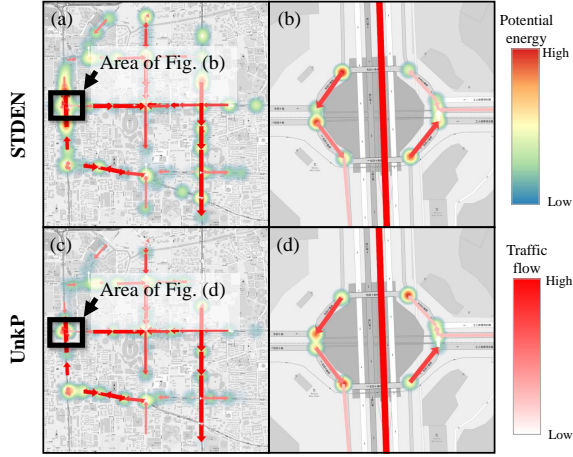 (a)
Area of Fig. (b)
(b)
STDEN
Potential
energy
High
Low
(c)
Area of Fig. (d)
(d)
UnkP
Traffic
flow
High
Low